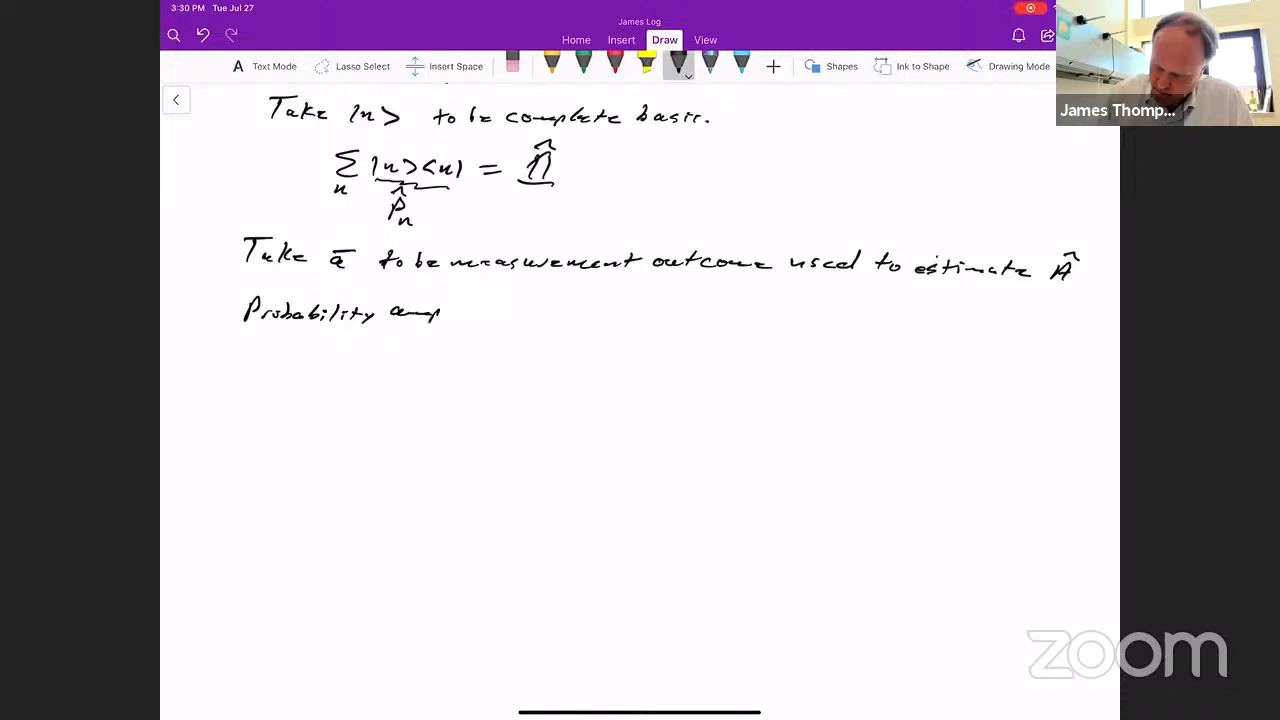 3:30 PM Tue Jul 27
James Log
Home Insert Draw View
A Text Mode Lasso Select Insert Space Shapes Ink to Shape Drawing Mode
James Thomp...
Take |n> to be complete basis.
∑ |n><n| = 𝟙̂
n
P̂n
Take ā to be measurement outcome used to estimate Â
Probability amp
zoom